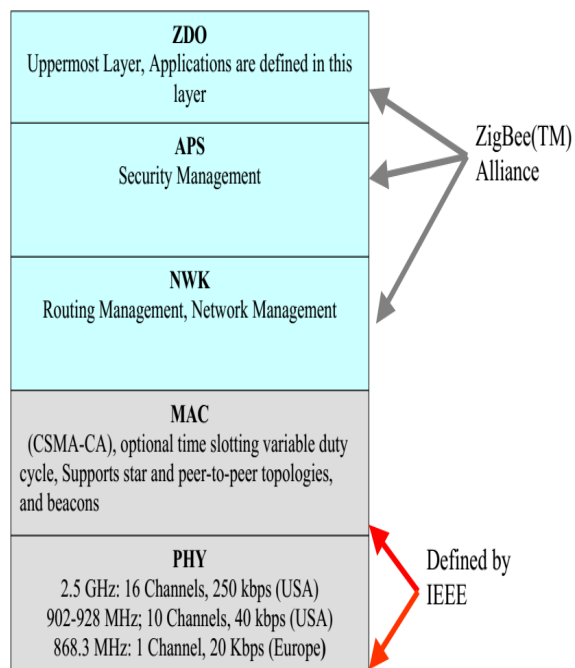 ZDO
Uppermost Layer, Applications are defined in this
layer
APS
Security Management
NWK
Routing Management, Network Management
MAC
(CSMA-CA), optional time slotting variable duty
cycle, Supports star and peer-to-peer topologies,
and beacons
PHY
2.5 GHz: 16 Channels, 250 kbps (USA)
902-928 MHz; 10 Channels, 40 kbps (USA)
868.3 MHz: 1 Channel, 20 Kbps (Europe)
ZigBee(TM)
Alliance
Defined by
IEEE